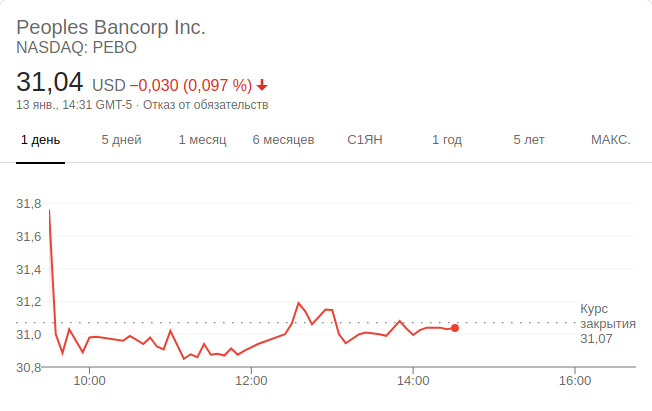 Peoples Bancorp Inc.
NASDAQ: PEBO
31,04 USD −0,030 (0,097 %)
13 янв., 14:31 GMT-5 · Отказ от обязательств
1 день 5 дней 1 месяц 6 месяцев С1ЯН 1 год 5 лет МАКС.
31,8
31,6
31,4
31,2
31,0
30,8
Курс
закрытия
31,07
10:00 12:00 14:00 16:00